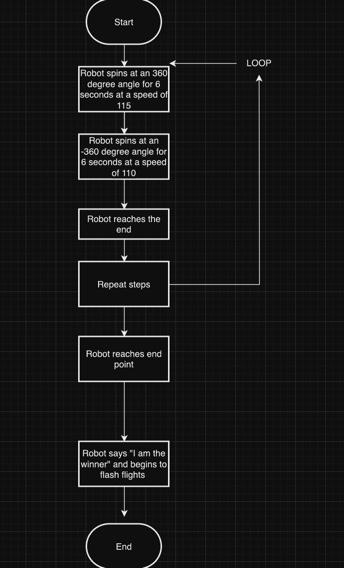 Start
LOOP
Robot spins at an 360
degree angle for 6
seconds at a speed of
115
Robot spins at an
-360 degree angle for
6 seconds at a speed
of 110
Robot reaches the
end
Repeat steps
Robot reaches end
point
Robot says "I am the
winner" and begins to
flash flights
End